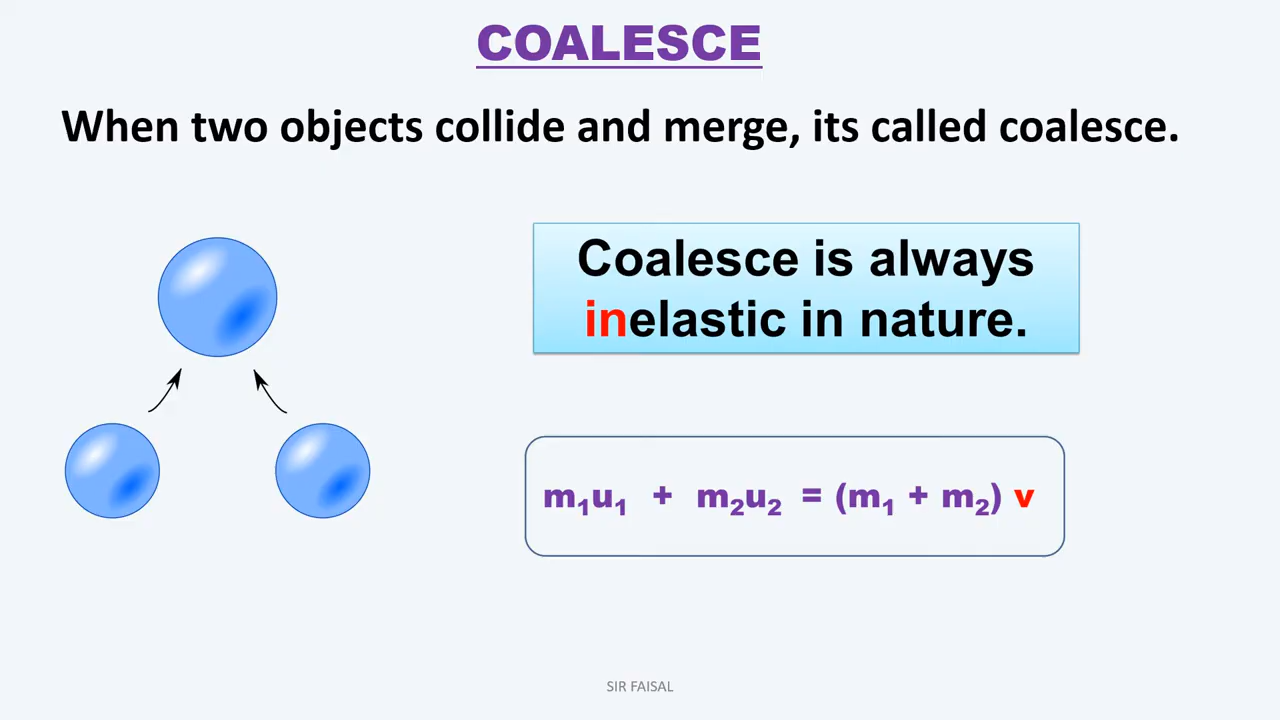 COALESCE
When two objects collide and merge, its called coalesce.
Coalesce is always
inelastic in nature.
m₁u₁ + m₂u₂ = (m₁ + m₂) v
SIR FAISAL